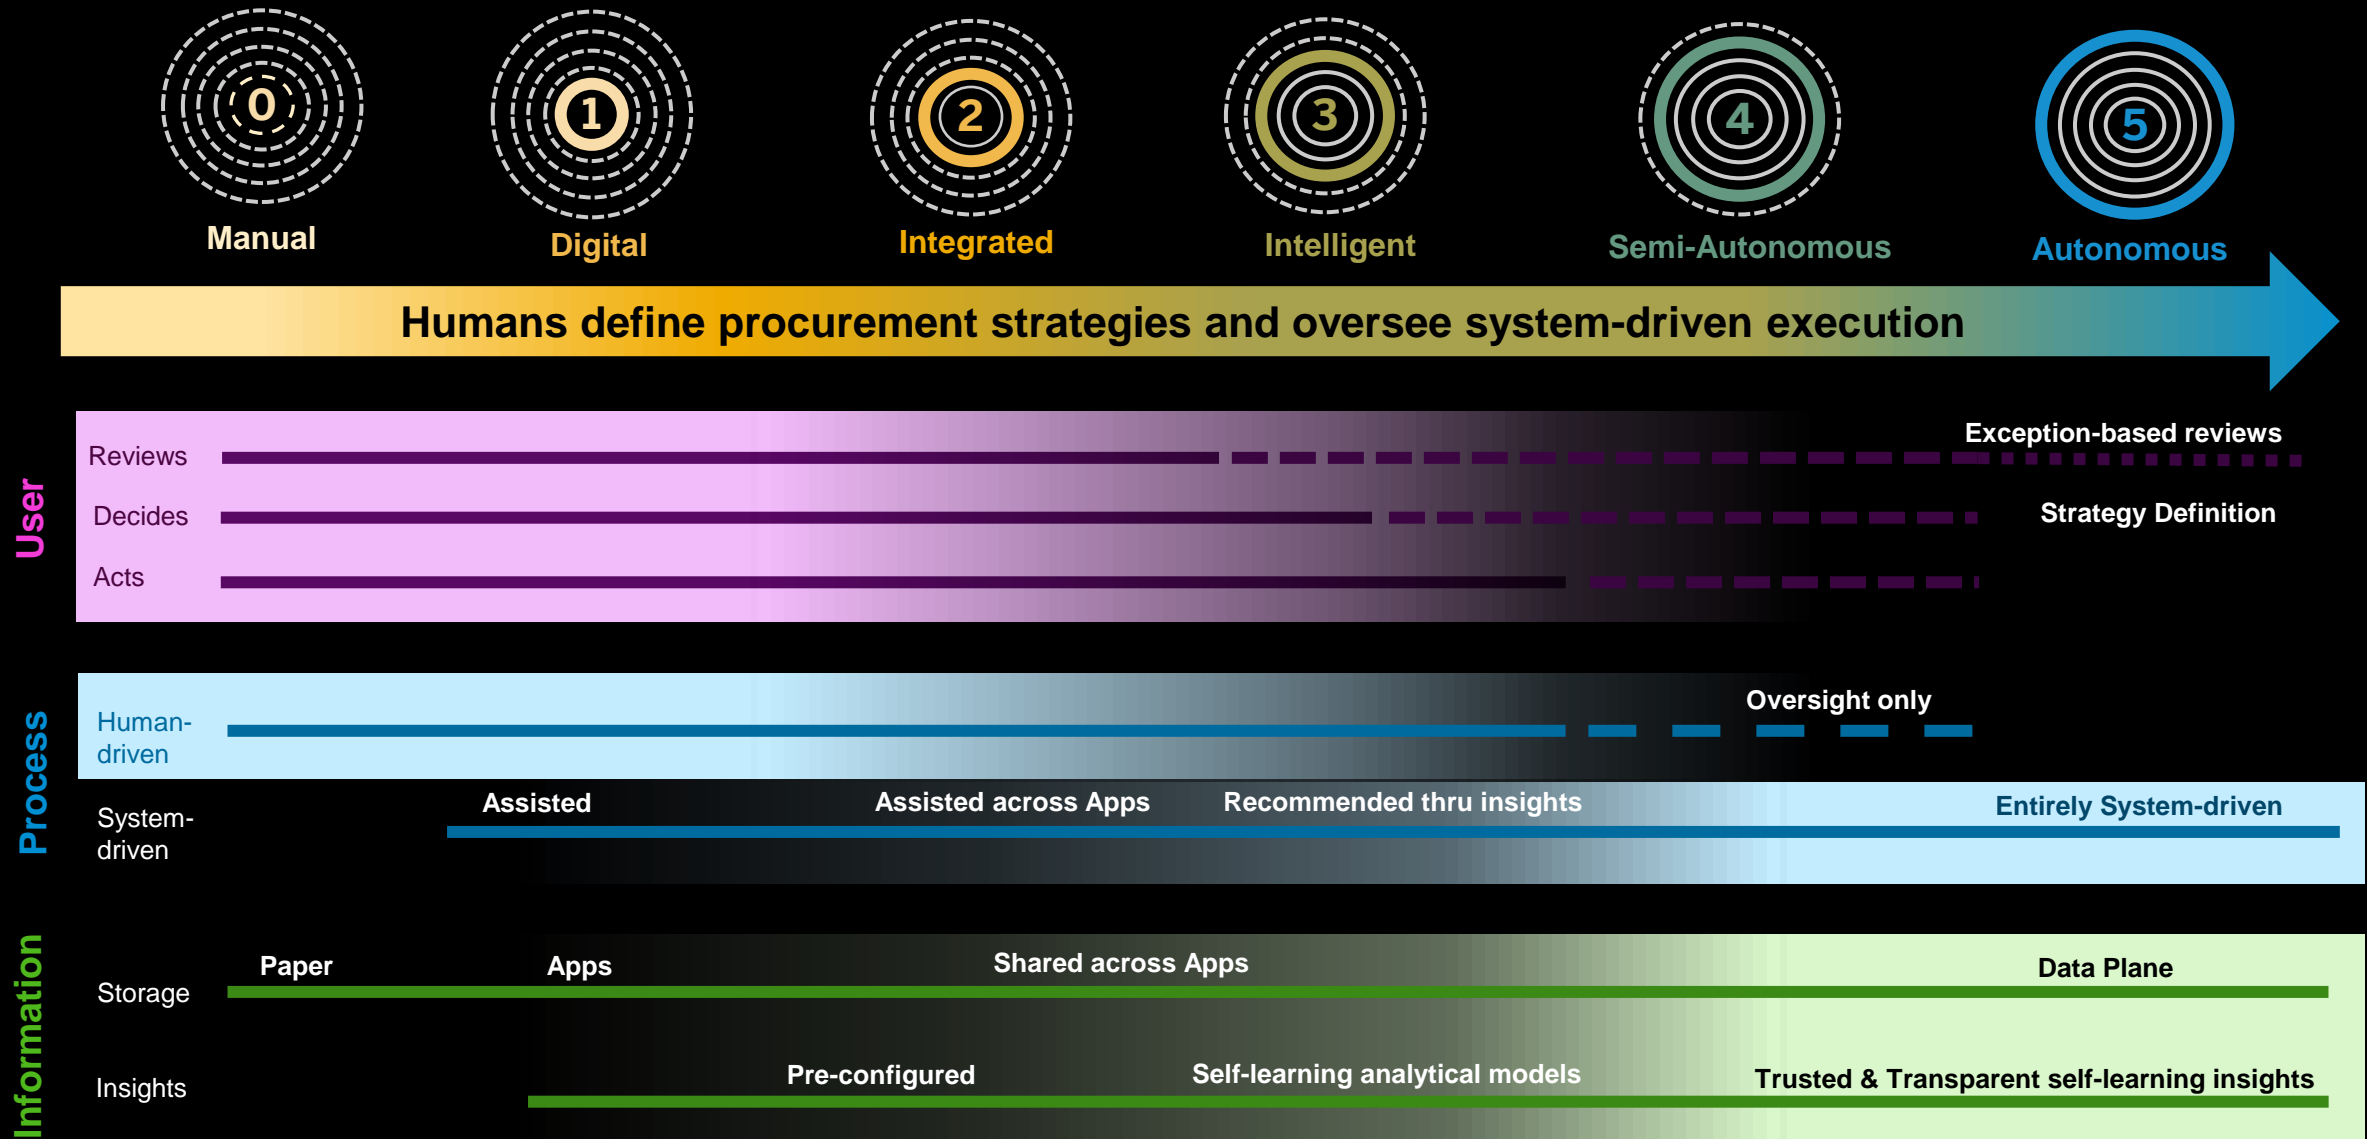 0
1
2
3
4
5
Manual
Digital
Integrated
Intelligent
Semi-Autonomous
Autonomous
Humans define procurement strategies and oversee system-driven execution
User
Reviews
Exception-based reviews
Decides
Strategy Definition
Acts
Process
Human-
driven
Oversight only
System-
driven
Assisted
Assisted across Apps
Recommended thru insights
Entirely System-driven
Information
Storage
Paper
Apps
Shared across Apps
Data Plane
Insights
Pre-configured
Self-learning analytical models
Trusted & Transparent self-learning insights